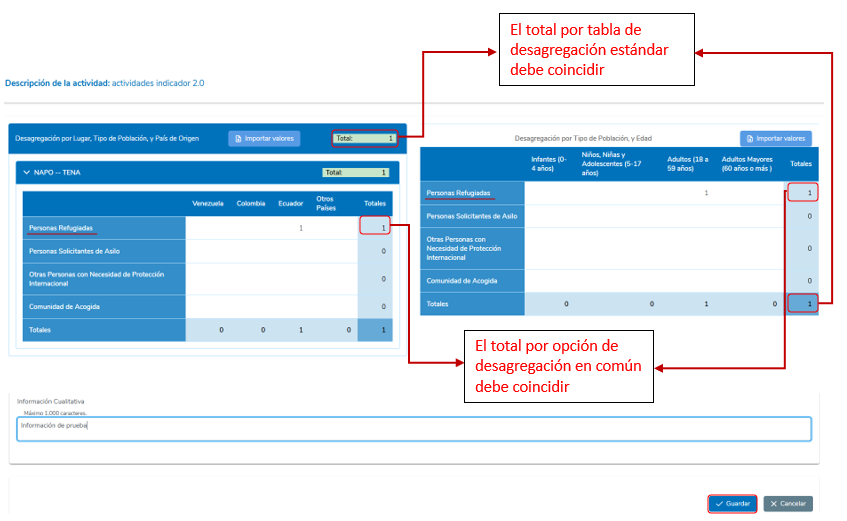 El total por tabla de
desagregación estándar
debe coincidir
Descripción de la actividad: actividades indicador 2.0
Desagregación por Lugar, Tipo de Población, y País de Origen
Importar valores
Total: 1
NAPO -- TENA
Total: 1
Venezuela Colombia Ecuador Otros Países Totales
Personas Refugiadas 1 1
Personas Solicitantes de Asilo 0
Otras Personas con Necesidad de Protección
Internacional 0
Comunidad de Acogida 0
Totales 0 0 1 0 1
Desagregación por Tipo de Población, y Edad
Importar valores
Infantes (0-
4 años)
Niños, Niñas y
Adolescentes (5-17
años)
Adultos (18 a
59 años)
Adultos Mayores
(60 años o más )
Totales
Personas Refugiadas 1 1
Personas Solicitantes de Asilo 0
Otras Personas con
Necesidad de Protección
Internacional 0
Comunidad de Acogida 0
Totales 0 0 1 0 1
El total por opción de
desagregación en común
debe coincidir
Información Cualitativa
Máximo 1,000 caracteres.
Información de prueba
Guardar
Cancelar